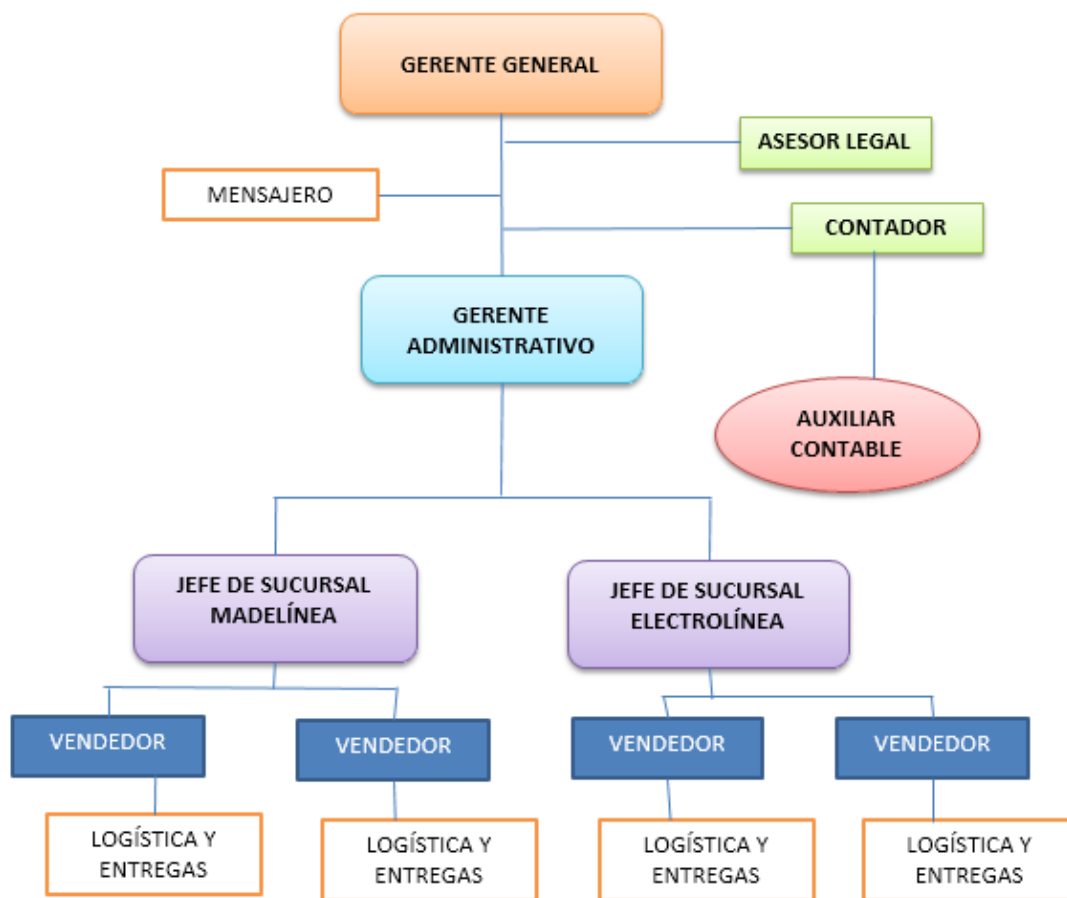 GERENTE GENERAL
ASESOR LEGAL
MENSAJERO
CONTADOR
GERENTE
ADMINISTRATIVO
AUXILIAR
CONTABLE
JEFE DE SUCURSAL
MADELÍNEA
JEFE DE SUCURSAL
ELECTROLÍNEA
VENDEDOR
VENDEDOR
VENDEDOR
VENDEDOR
LOGÍSTICA Y
ENTREGAS
LOGÍSTICA Y
ENTREGAS
LOGÍSTICA Y
ENTREGAS
LOGÍSTICA Y
ENTREGAS